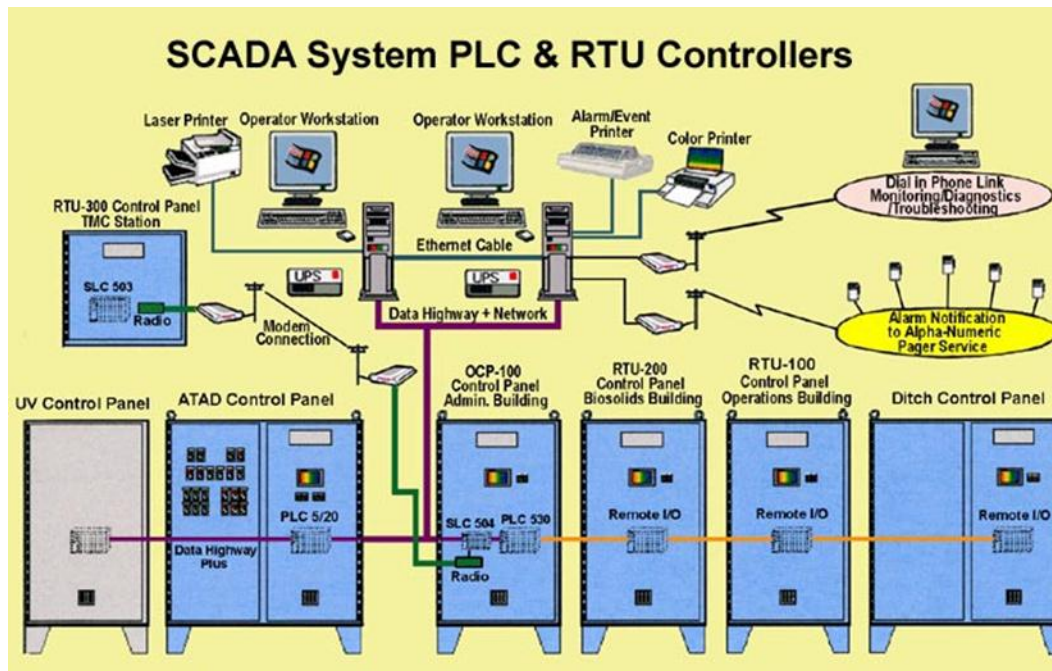 SCADA System PLC & RTU Controllers
Laser Printer
Operator Workstation
Operator Workstation
Alarm/Event
Printer
Color Printer
Dial In Phone Link
Monitoring/Diagnostics
/Troubleshooting
RTU-300 Control Panel
TMC Station
SLC 503
Radio
UPS
Ethernet Cable
UPS
Modem
Connection
Data Highway + Network
Alarm Notification
to Alpha-Numeric
Pager Service
UV Control Panel
ATAD Control Panel
OCP-100
Control Panel
Admin. Building
RTU-200
Control Panel
Biosolids Building
RTU-100
Control Panel
Operations Building
Ditch Control Panel
PLC 5/20
Data Highway
Plus
SLC 504
PLC 530
Radio
Remote I/O
Remote I/O
Remote I/O